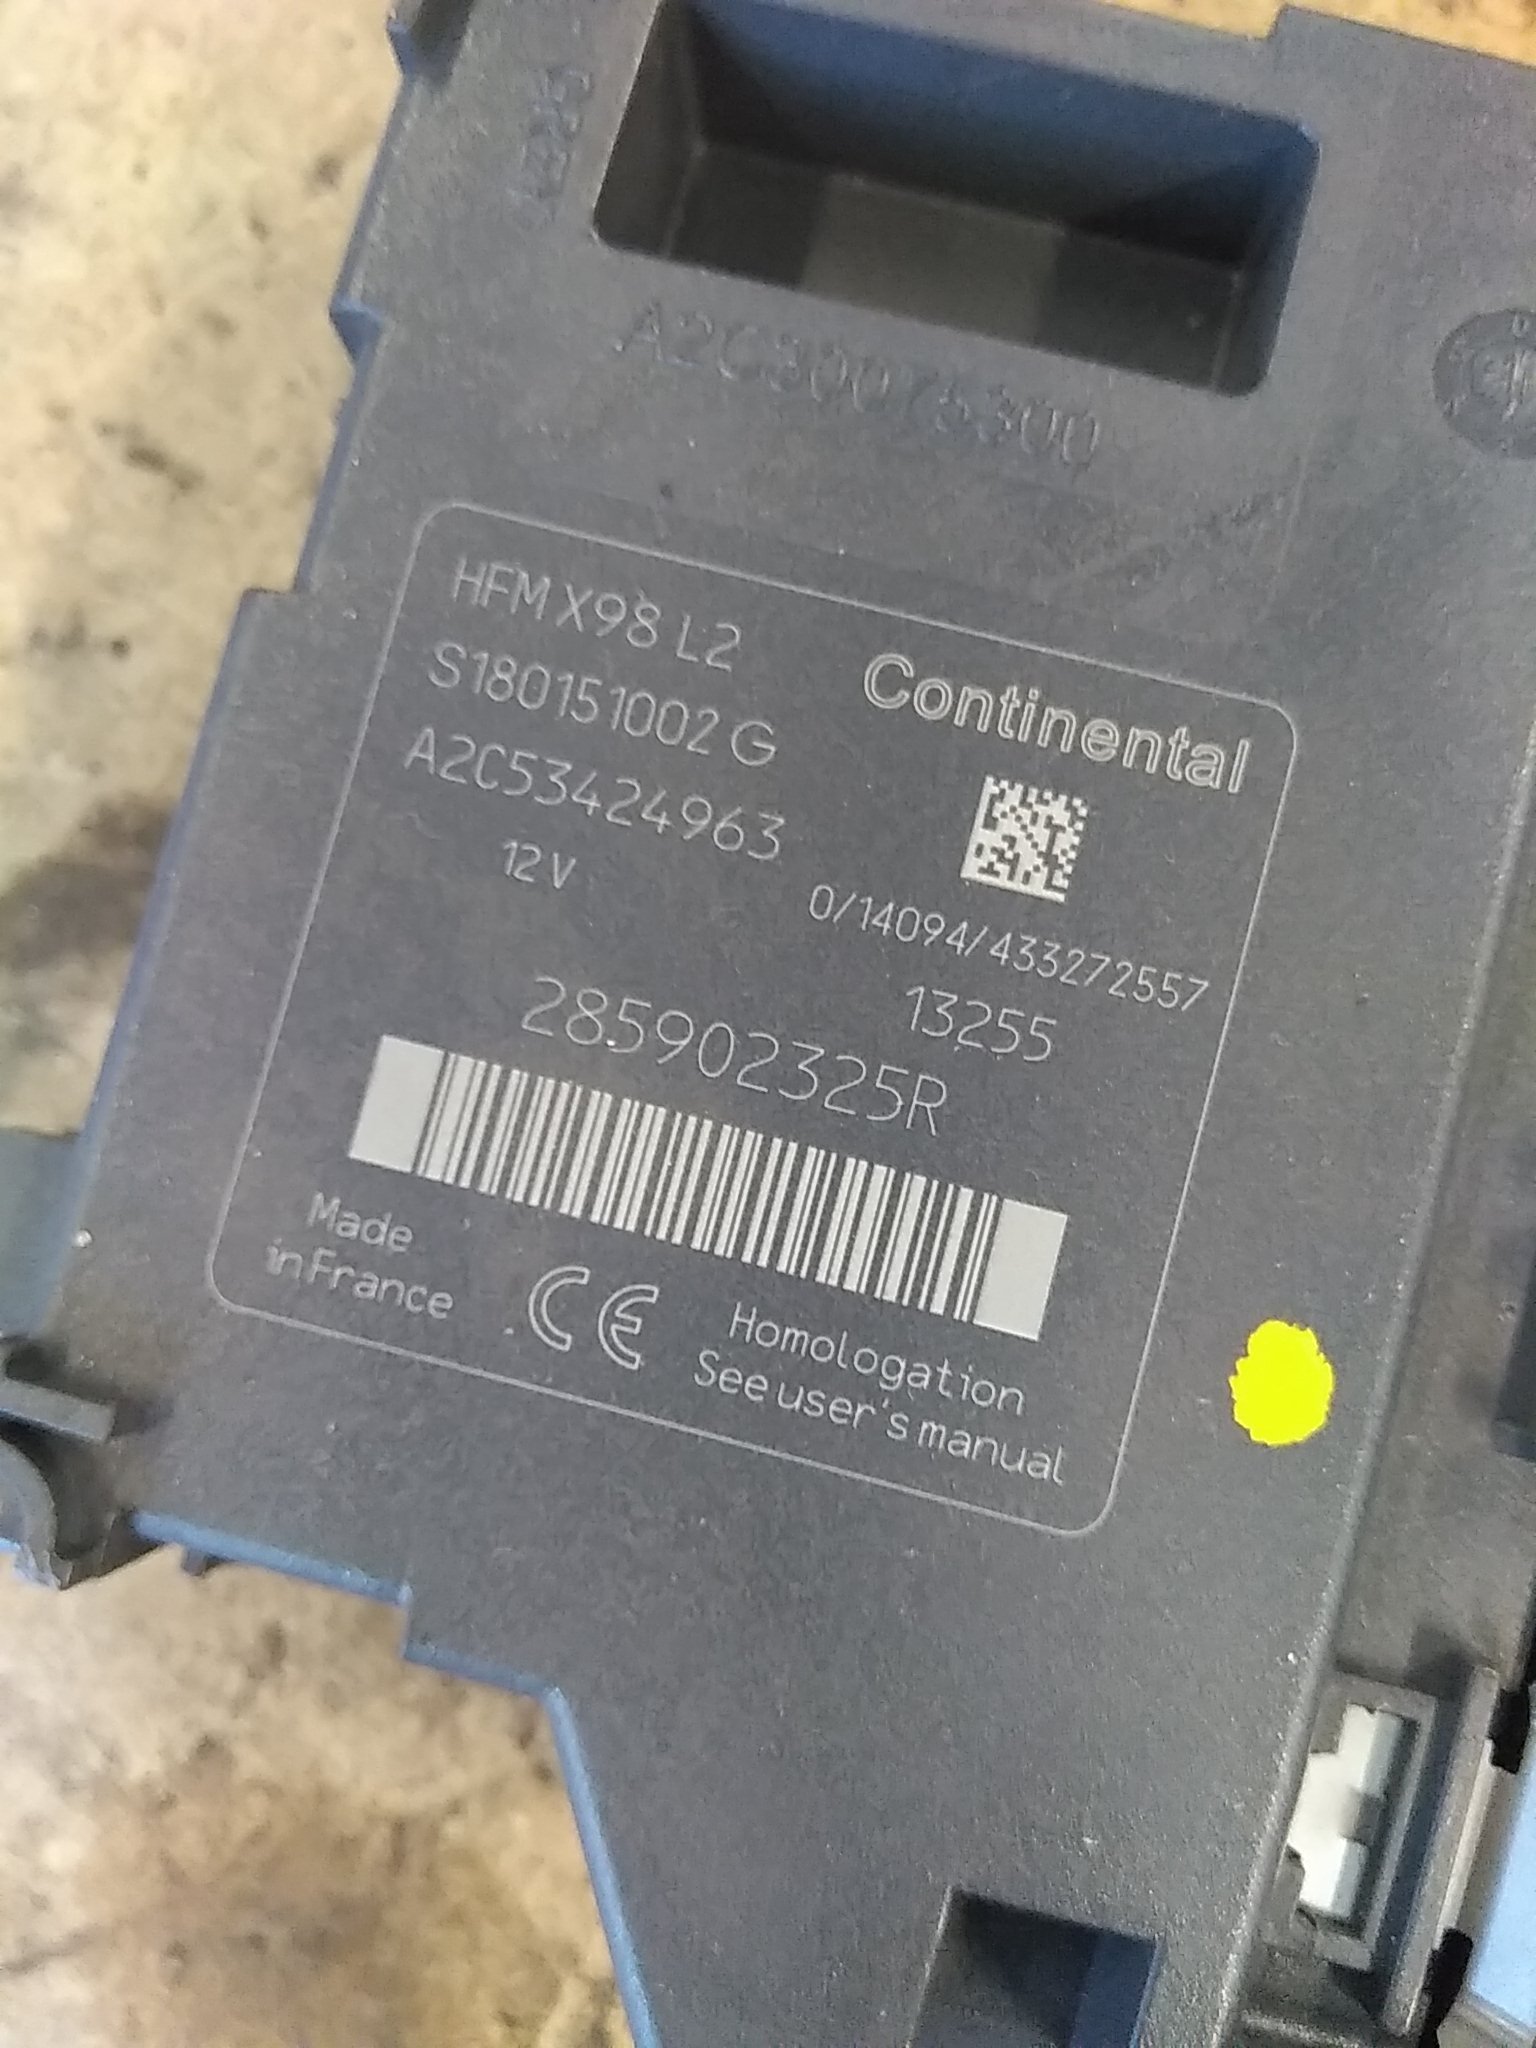 A2C30075300
HFM X98 L2
Continental
S180151002 G
A2C53424963
12 V
0/14094/433272557
13255
285902325R
Made
in France
CE
Homologation
See user's manual